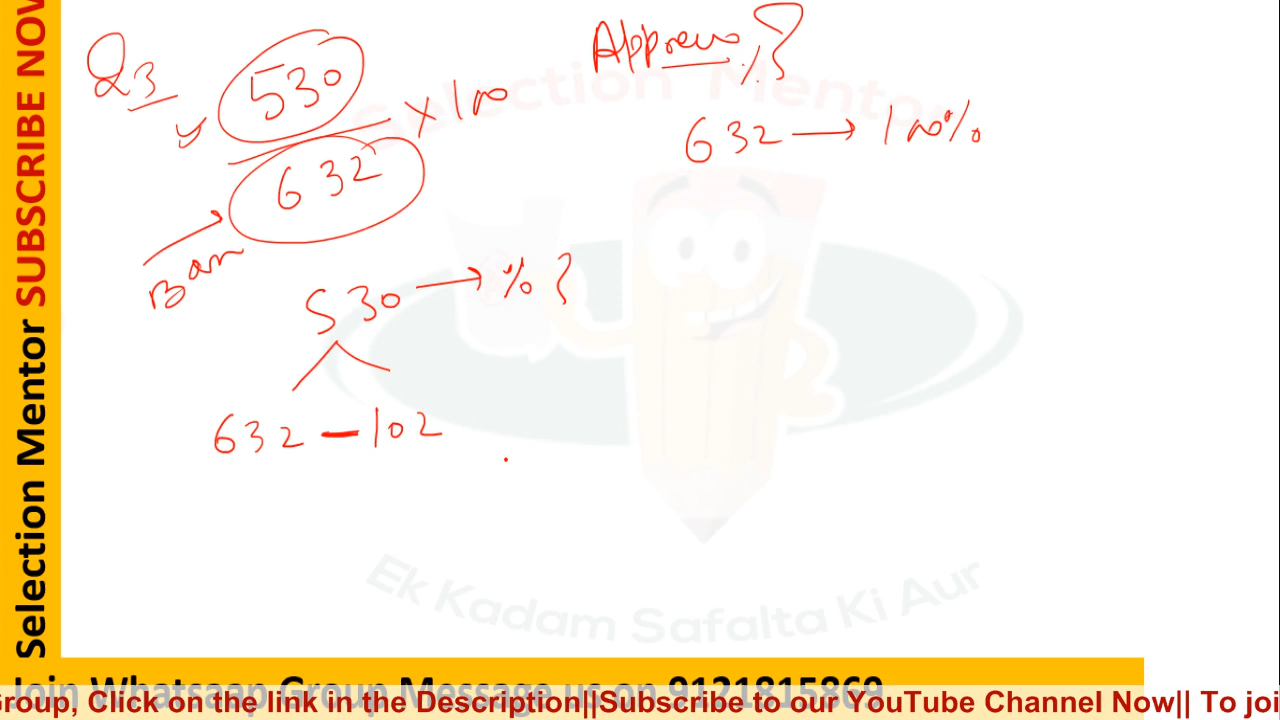 Selection Mentor SUBSCRIBE NOW
Q3
530
632
× 100
Approx %?
632 → 100%
Base
530 → % ?
632 - 102
Selection Mentor
Ek Kadam Safalta Ki Aur
Join Whatsaap Group Message us on 9131815869
Group, Click on the link in the Description||Subscribe to our YouTube Channel Now|| To joi